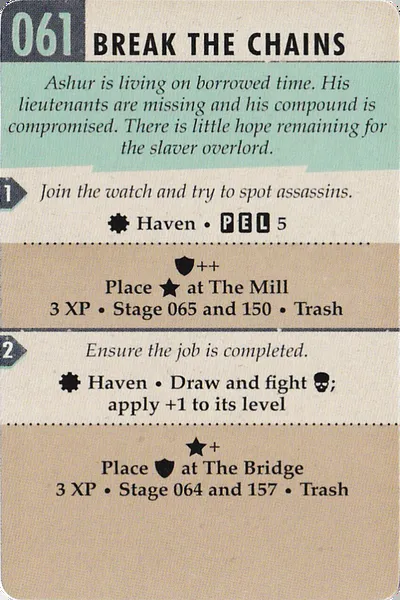 061 BREAK THE CHAINS
Ashur is living on borrowed time. His
lieutenants are missing and his compound is
compromised. There is little hope remaining for
the slaver overlord.
1 Join the watch and try to spot assassins.
Haven • P E L 5
++
Place ★ at The Mill
3 XP • Stage 065 and 150 • Trash
2 Ensure the job is completed.
Haven • Draw and fight ;
apply +1 to its level
★+
Place at The Bridge
3 XP • Stage 064 and 157 • Trash